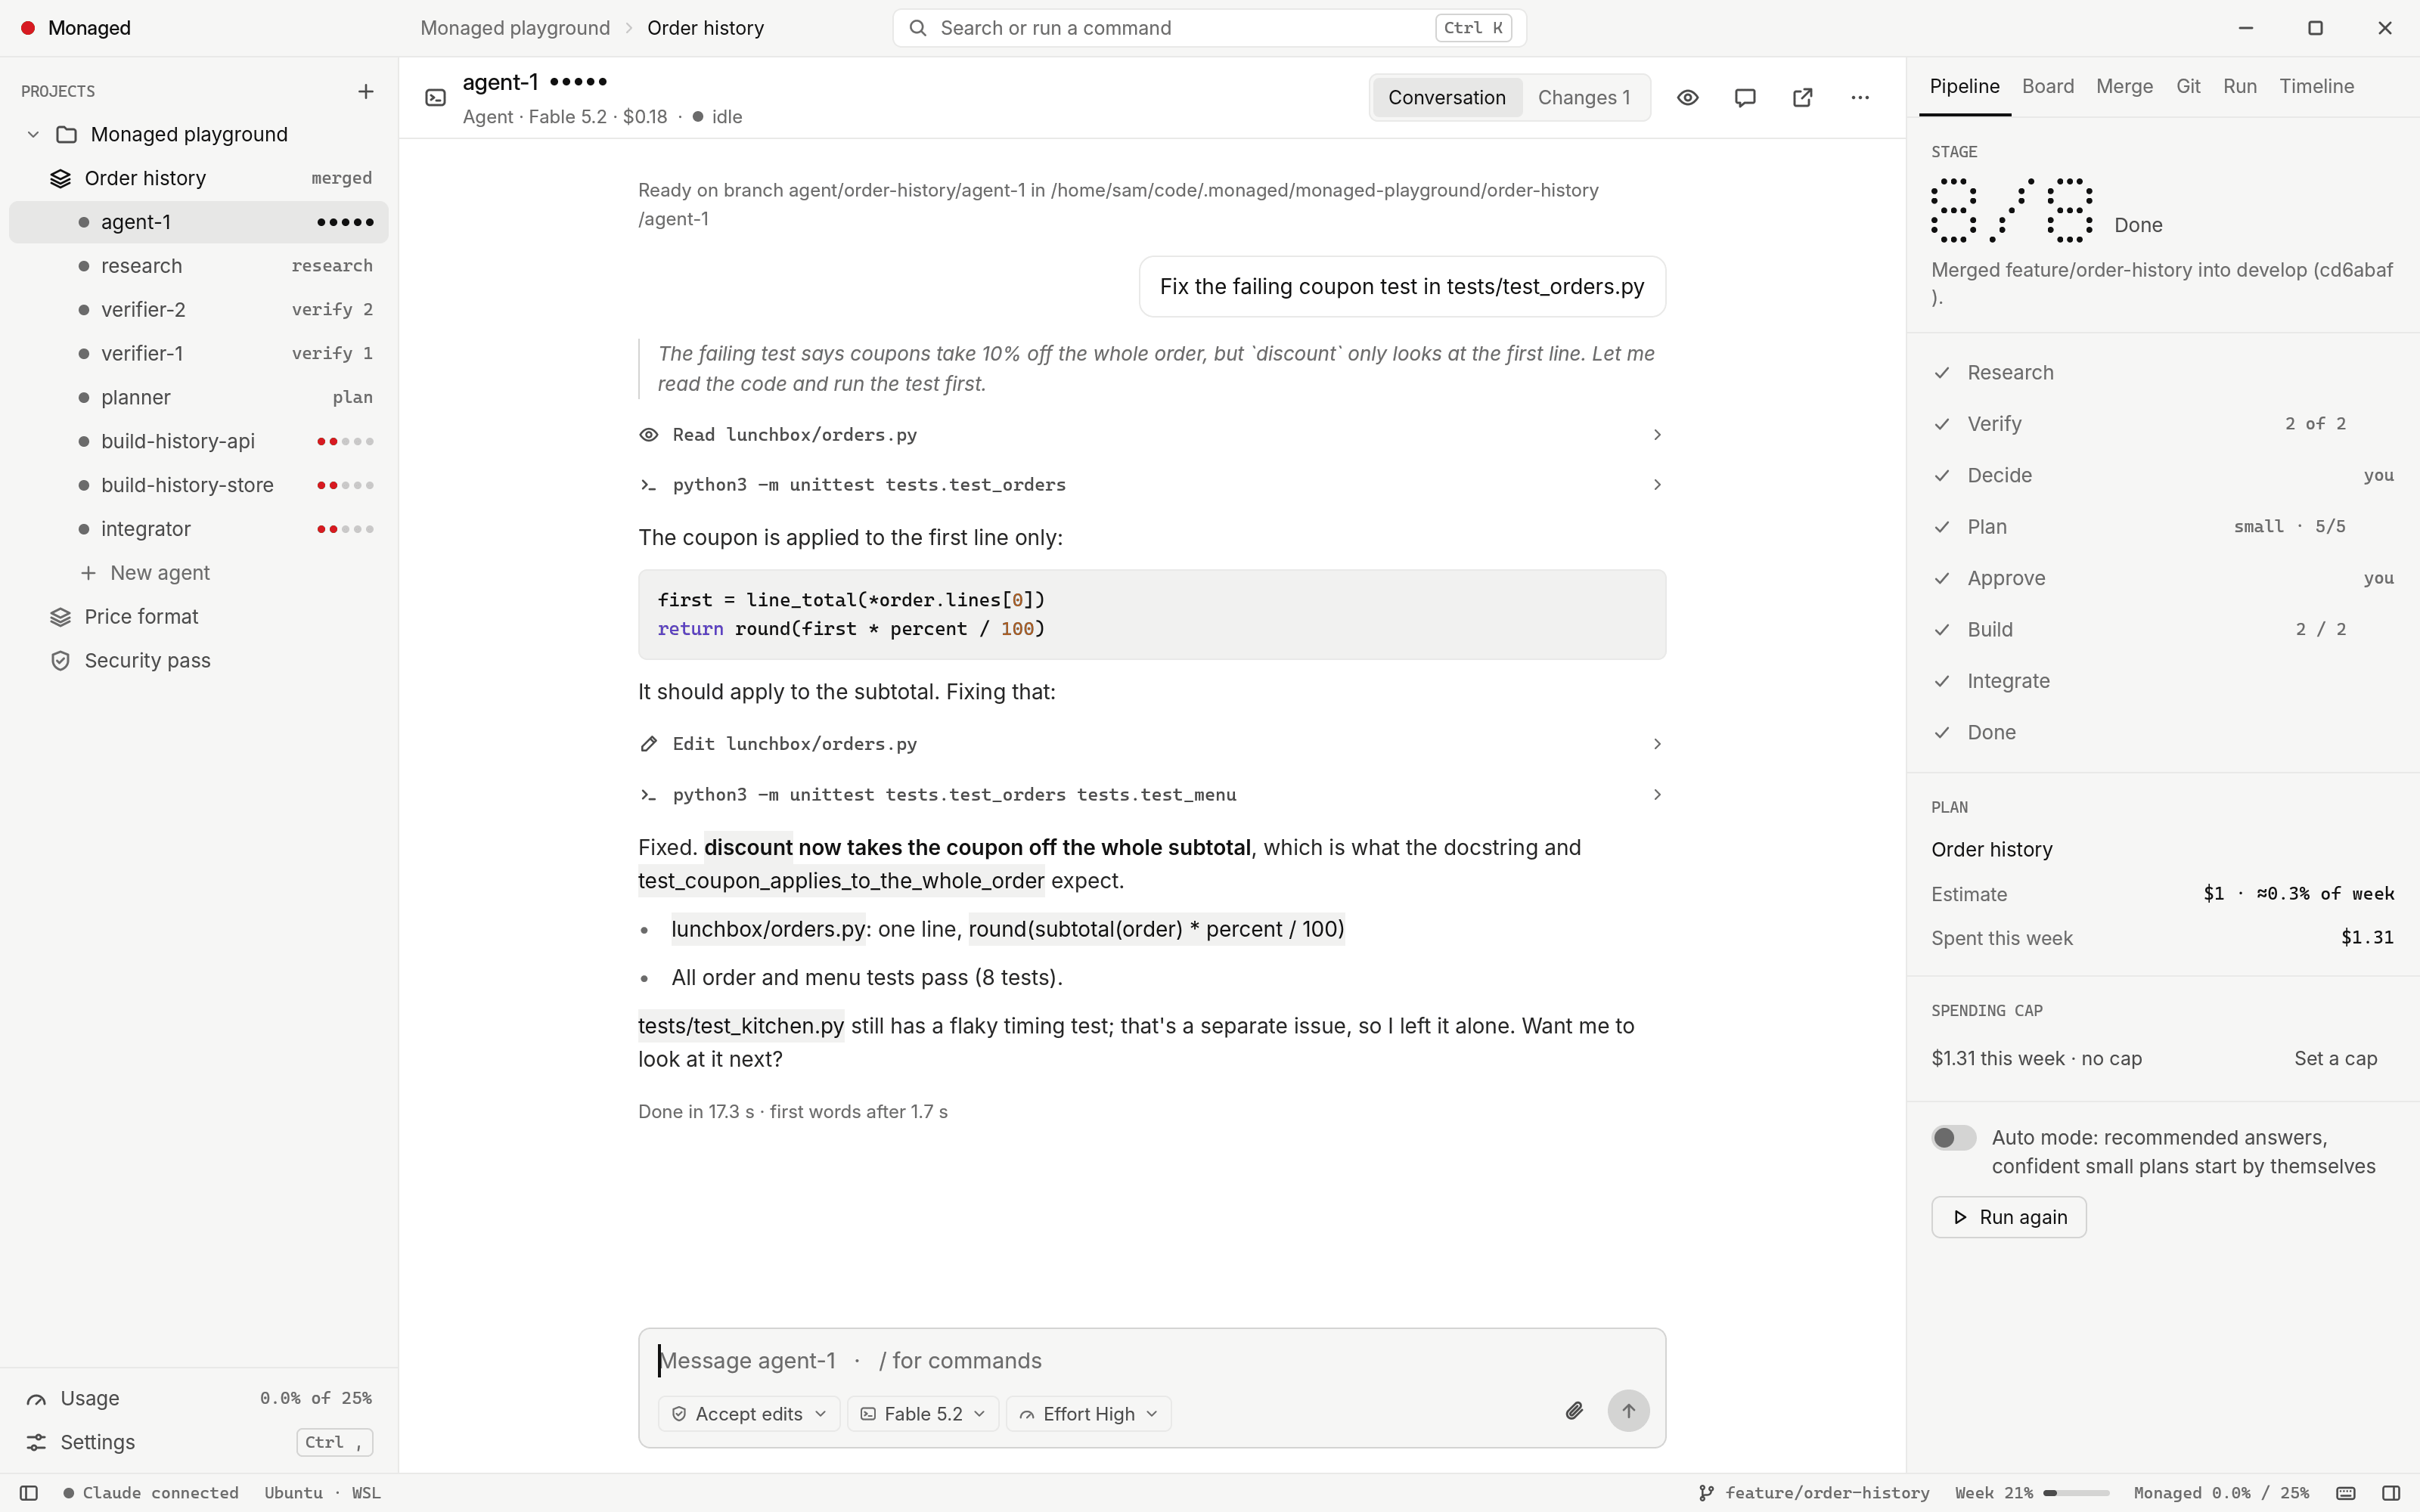 Managed
Managed playground › Order history
Search or run a command
Ctrl K
PROJECTS
Managed playground
Order history merged
agent-1
research research
verifier-2 verify 2
verifier-1 verify 1
planner plan
build-history-api
build-history-store
integrator
New agent
Price format
Security pass
Usage 0.0% of 25%
Settings Ctrl ,
agent-1
Agent · Fable 5.2 · $0.18 · idle
Conversation Changes 1
Ready on branch agent/order-history/agent-1 in /home/sam/code/.monaged/monaged-playground/order-history
/agent-1
Fix the failing coupon test in tests/test_orders.py
The failing test says coupons take 10% off the whole order, but `discount` only looks at the first line. Let me
read the code and run the test first.
Read lunchbox/orders.py
python3 -m unittest tests.test_orders
The coupon is applied to the first line only:
first = line_total(*order.lines[0])
return round(first * percent / 100)
It should apply to the subtotal. Fixing that:
Edit lunchbox/orders.py
python3 -m unittest tests.test_orders tests.test_menu
Fixed. discount now takes the coupon off the whole subtotal, which is what the docstring and
test_coupon_applies_to_the_whole_order expect.
• lunchbox/orders.py: one line, round(subtotal(order) * percent / 100)
• All order and menu tests pass (8 tests).
tests/test_kitchen.py still has a flaky timing test; that's a separate issue, so I left it alone. Want me to
look at it next?
Done in 17.3 s · first words after 1.7 s
Message agent-1 · / for commands
Accept edits Fable 5.2 Effort High
Pipeline Board Merge Git Run Timeline
STAGE
8/8 Done
Merged feature/order-history into develop (cd6abaf
).
Research
Verify 2 of 2
Decide you
Plan small · 5/5
Approve you
Build 2 / 2
Integrate
Done
PLAN
Order history
Estimate $1 · ≈0.3% of week
Spent this week $1.31
SPENDING CAP
$1.31 this week · no cap Set a cap
Auto mode: recommended answers,
confident small plans start by themselves
Run again
Claude connected Ubuntu · WSL
feature/order-history Week 21% Managed 0.0% / 25%